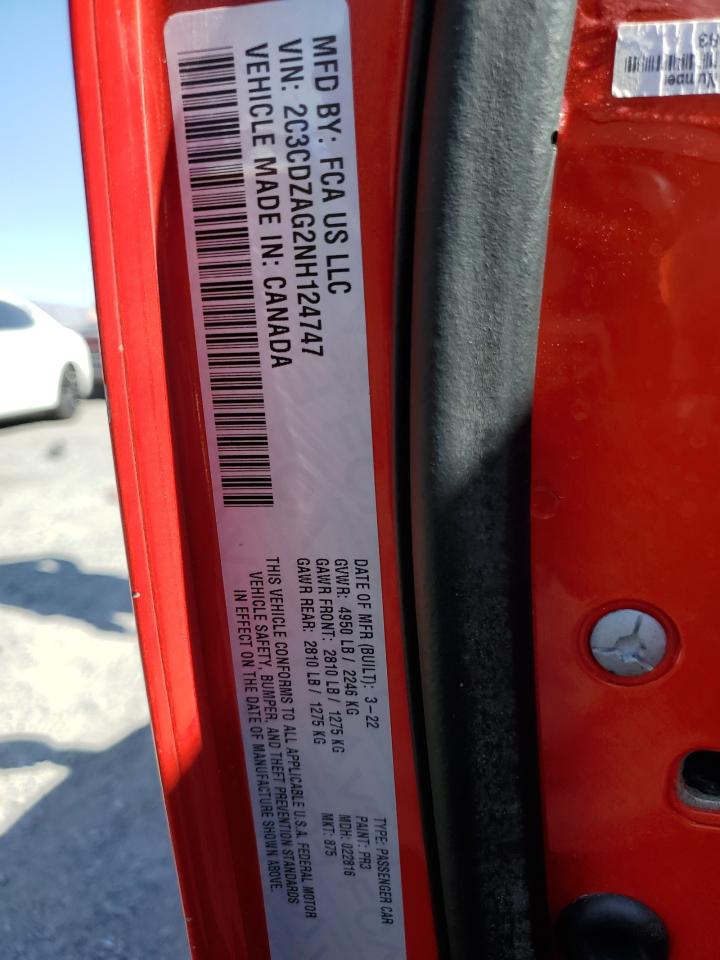 MFD BY: FCA US LLC
VIN: 2C3CDZAG2NH124747
VEHICLE MADE IN: CANADA
DATE OF MFR (BUILT): 3-22
GVWR: 4950 LB / 2246 KG
GAWR FRONT: 2810 LB / 1275 KG
GAWR REAR: 2810 LB / 1275 KG
TYPE: PASSENGER CAR
PAINT: PR3
MDH: 022816
MKT: 875
THIS VEHICLE CONFORMS TO ALL APPLICABLE U.S.A. FEDERAL MOTOR
VEHICLE SAFETY, BUMPER, AND THEFT PREVENTION STANDARDS
IN EFFECT ON THE DATE OF MANUFACTURE SHOWN ABOVE.